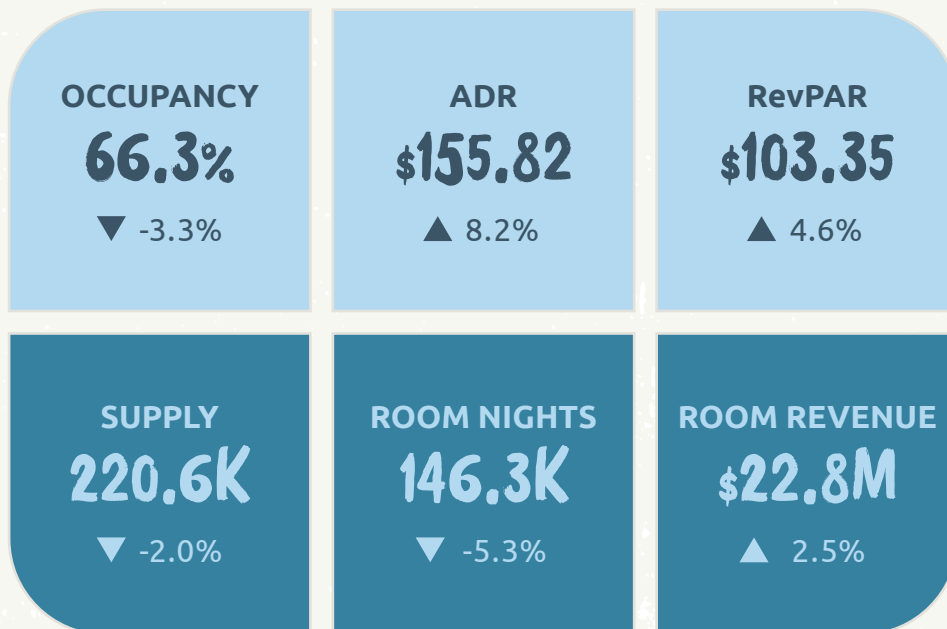 OCCUPANCY
66.3%
▼ -3.3%
ADR
$155.82
▲ 8.2%
RevPAR
$103.35
▲ 4.6%
SUPPLY
220.6K
▼ -2.0%
ROOM NIGHTS
146.3K
▼ -5.3%
ROOM REVENUE
$22.8M
▲ 2.5%